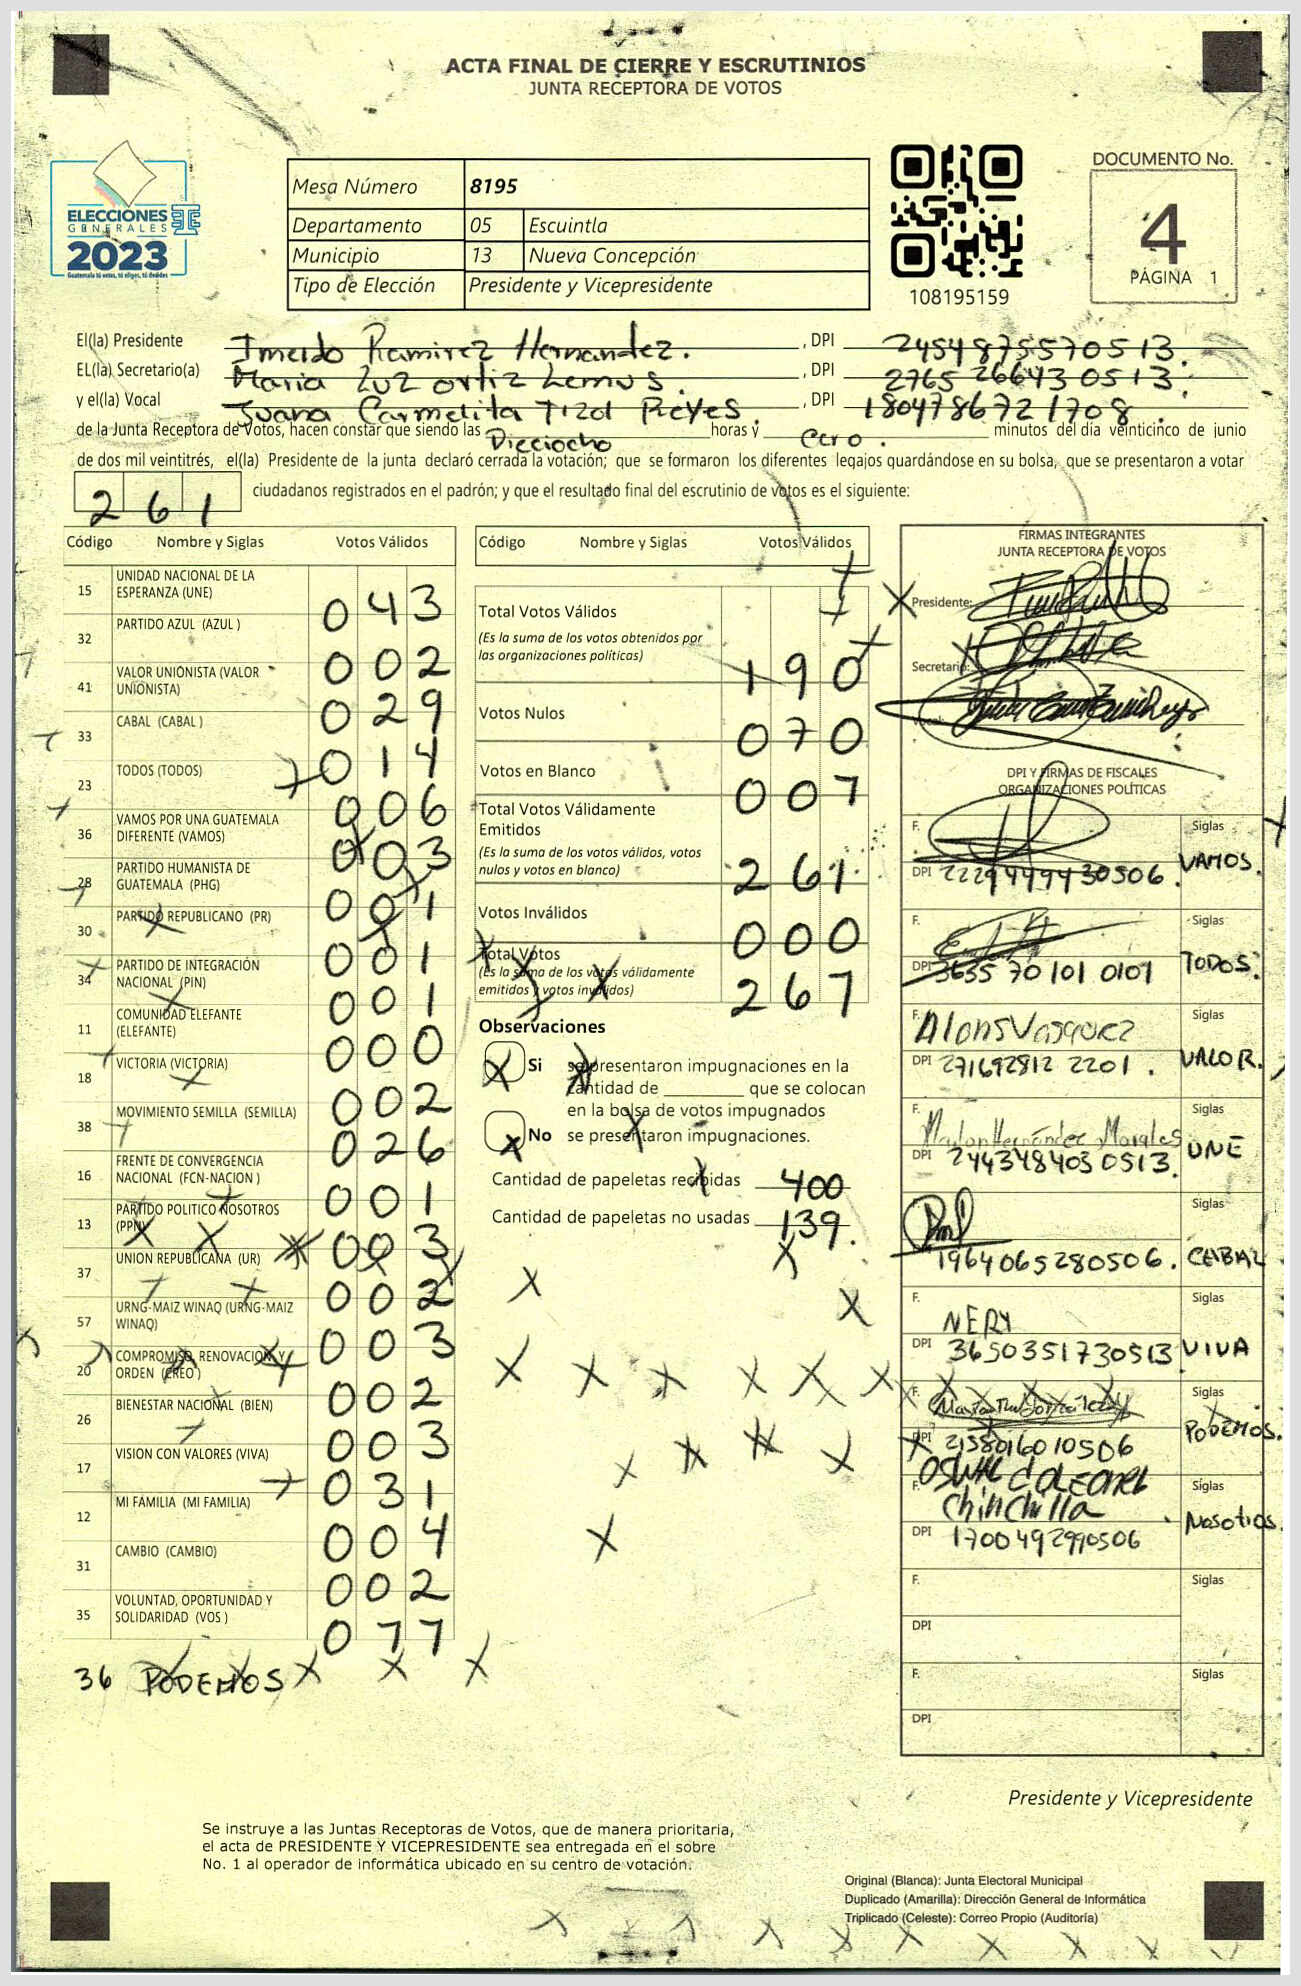 ACTA FINAL DE CIERRE Y ESCRUTINIOS
JUNTA RECEPTORA DE VOTOS
ELECCIONES
GENERALES
2023
Guatemala tú votas, tú eliges, tú decides
Mesa Número 8195
Departamento 05 Escuintla
Municipio 13 Nueva Concepción
Tipo de Elección Presidente y Vicepresidente
108195159
DOCUMENTO No.
4
PÁGINA 1
El(la) Presidente Imeldo Ramirez Hernandez. , DPI 2454875570513.
EL(la) Secretario(a) Maria Luz ortiz Lemus. , DPI 2765 266430513.
y el(la) Vocal Juana Carmelita Tizol Reyes. , DPI 1804786721708.
de la Junta Receptora de Votos, hacen constar que siendo las Dieciocho horas y cero. minutos del día veinticinco de junio
de dos mil veintitrés, el(la) Presidente de la junta declaró cerrada la votación; que se formaron los diferentes legajos quardándose en su bolsa, que se presentaron a votar
261 ciudadanos registrados en el padrón; y que el resultado final del escrutinio de votos es el siguiente:
Código Nombre y Siglas Votos Válidos
15 UNIDAD NACIONAL DE LA
ESPERANZA (UNE) 043
32 PARTIDO AZUL (AZUL ) 002
41 VALOR UNIONISTA (VALOR
UNIONISTA) 029
33 CABAL (CABAL ) 014
23 TODOS (TODOS) 006
36 VAMOS POR UNA GUATEMALA
DIFERENTE (VAMOS) 003
28 PARTIDO HUMANISTA DE
GUATEMALA (PHG) 001
30 PARTIDO REPUBLICANO (PR) 001
34 PARTIDO DE INTEGRACIÓN
NACIONAL (PIN) 001
11 COMUNIDAD ELEFANTE
(ELEFANTE) 000
18 VICTORIA (VICTORIA) 002
38 MOVIMIENTO SEMILLA (SEMILLA) 026
16 FRENTE DE CONVERGENCIA
NACIONAL (FCN-NACION ) 001
13 PARTIDO POLITICO NOSOTROS
(PPN) 003
37 UNION REPUBLICANA (UR) 002
57 URNG-MAIZ WINAQ (URNG-MAIZ
WINAQ) 003
20 COMPROMISO, RENOVACION Y
ORDEN (CREO ) 002
26 BIENESTAR NACIONAL (BIEN) 003
17 VISION CON VALORES (VIVA) 031
12 MI FAMILIA (MI FAMILIA) 004
31 CAMBIO (CAMBIO) 002
35 VOLUNTAD, OPORTUNIDAD Y
SOLIDARIDAD (VOS ) 077
36 PODEMOS
Código Nombre y Siglas Votos Válidos
Total Votos Válidos
(Es la suma de los votos obtenidos por
las organizaciones políticas) 190
Votos Nulos 070
Votos en Blanco 007
Total Votos Válidamente
Emitidos
(Es la suma de los votos válidos, votos
nulos y votos en blanco) 261.
Votos Inválidos 000
Total Votos
(Es la suma de los votos válidamente
emitidos y votos inválidos) 267
Observaciones
X Si se presentaron impugnaciones en la
cantidad de ________ que se colocan
en la bolsa de votos impugnados
X No se presentaron impugnaciones.
Cantidad de papeletas recibidas 400
Cantidad de papeletas no usadas 139.
FIRMAS INTEGRANTES
JUNTA RECEPTORA DE VOTOS
Presidente:
Secretario:
Vocal:
DPI Y FIRMAS DE FISCALES
ORGANIZACIONES POLÍTICAS
F. Siglas
DPI VAMOS.
F. Siglas
DPI 3635 70101 0101 TODOS.
F. Alons Vasquez Siglas
DPI 271692812 2201. VALOR.
F. Marlon Hernández Morales Siglas
DPI 2443484030513. UNE
Siglas
1964065280506. CABAL
F. NERY Siglas
DPI 3650351730513 VIVA
F. Siglas
DPI 2158016010506 PODEMOS.
F. Siglas
Chinchilla
DPI 1700492990506 Nosotros.
F. Siglas
DPI
F. Siglas
DPI
Presidente y Vicepresidente
Se instruye a las Juntas Receptoras de Votos, que de manera prioritaria,
el acta de PRESIDENTE Y VICEPRESIDENTE sea entregada en el sobre
No. 1 al operador de informática ubicado en su centro de votación.
Original (Blanca): Junta Electoral Municipal
Duplicado (Amarilla): Dirección General de Informática
Triplicado (Celeste): Correo Propio (Auditoría)